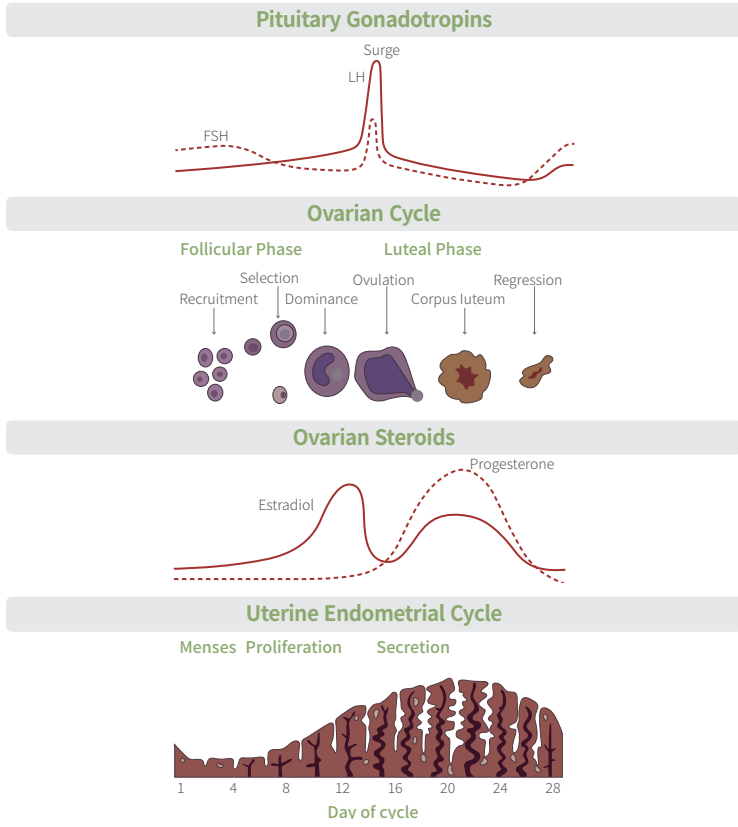 Pituitary Gonadotropins
Surge
LH
FSH
Ovarian Cycle
Follicular Phase Luteal Phase
Selection Ovulation Regression
Recruitment Dominance Corpus luteum
Ovarian Steroids
Progesterone
Estradiol
Uterine Endometrial Cycle
Menses Proliferation Secretion
1 4 8 12 16 20 24 28
Day of cycle